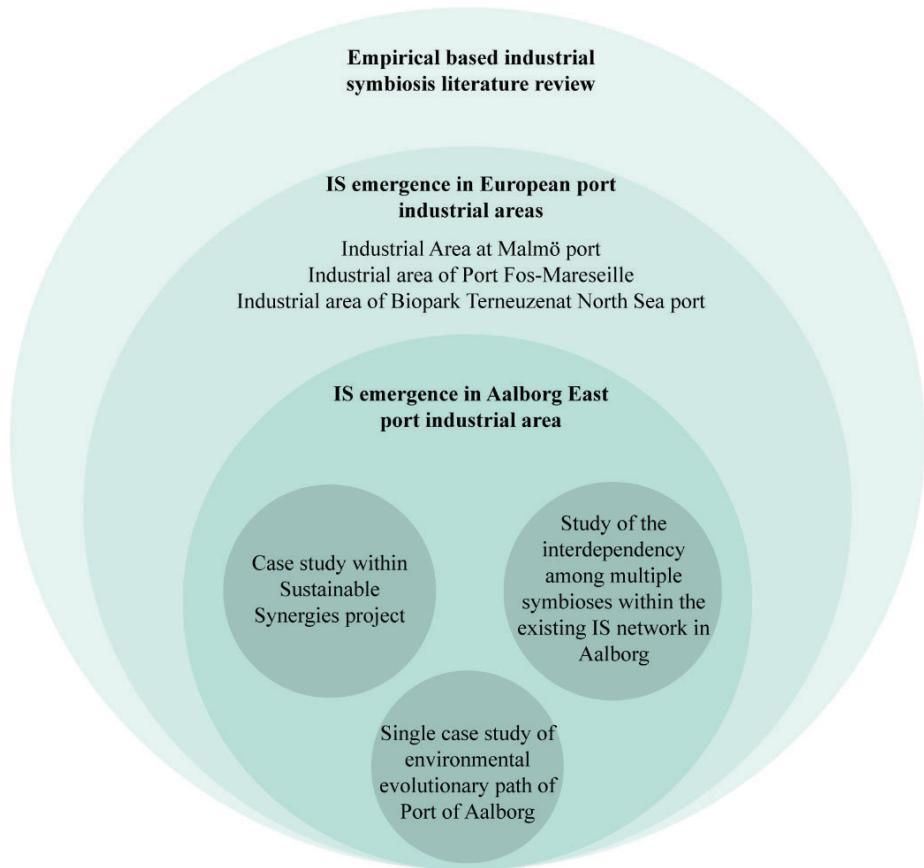 Empirical based industrial
symbiosis literature review
IS emergence in European port
industrial areas
Industrial Area at Malmö port
Industrial area of Port Fos-Mareseille
Industrial area of Biopark Terneuzenat North Sea port
IS emergence in Aalborg East
port industrial area
Case study within
Sustainable
Synergies project
Study of the
interdependency
among multiple
symbioses within the
existing IS network in
Aalborg
Single case study of
environmental
evolutionary path of
Port of Aalborg